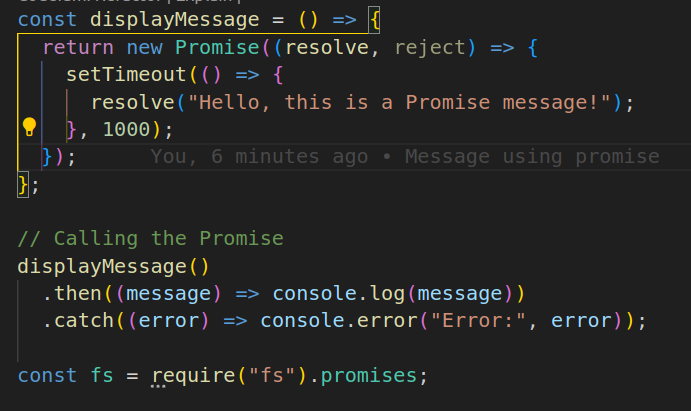 const displayMessage = () => {
return new Promise((resolve, reject) => {
setTimeout(() => {
resolve("Hello, this is a Promise message!");
}, 1000);
}); You, 6 minutes ago • Message using promise
};
// Calling the Promise
displayMessage()
.then((message) => console.log(message))
.catch((error) => console.error("Error:", error));
const fs = require("fs").promises;